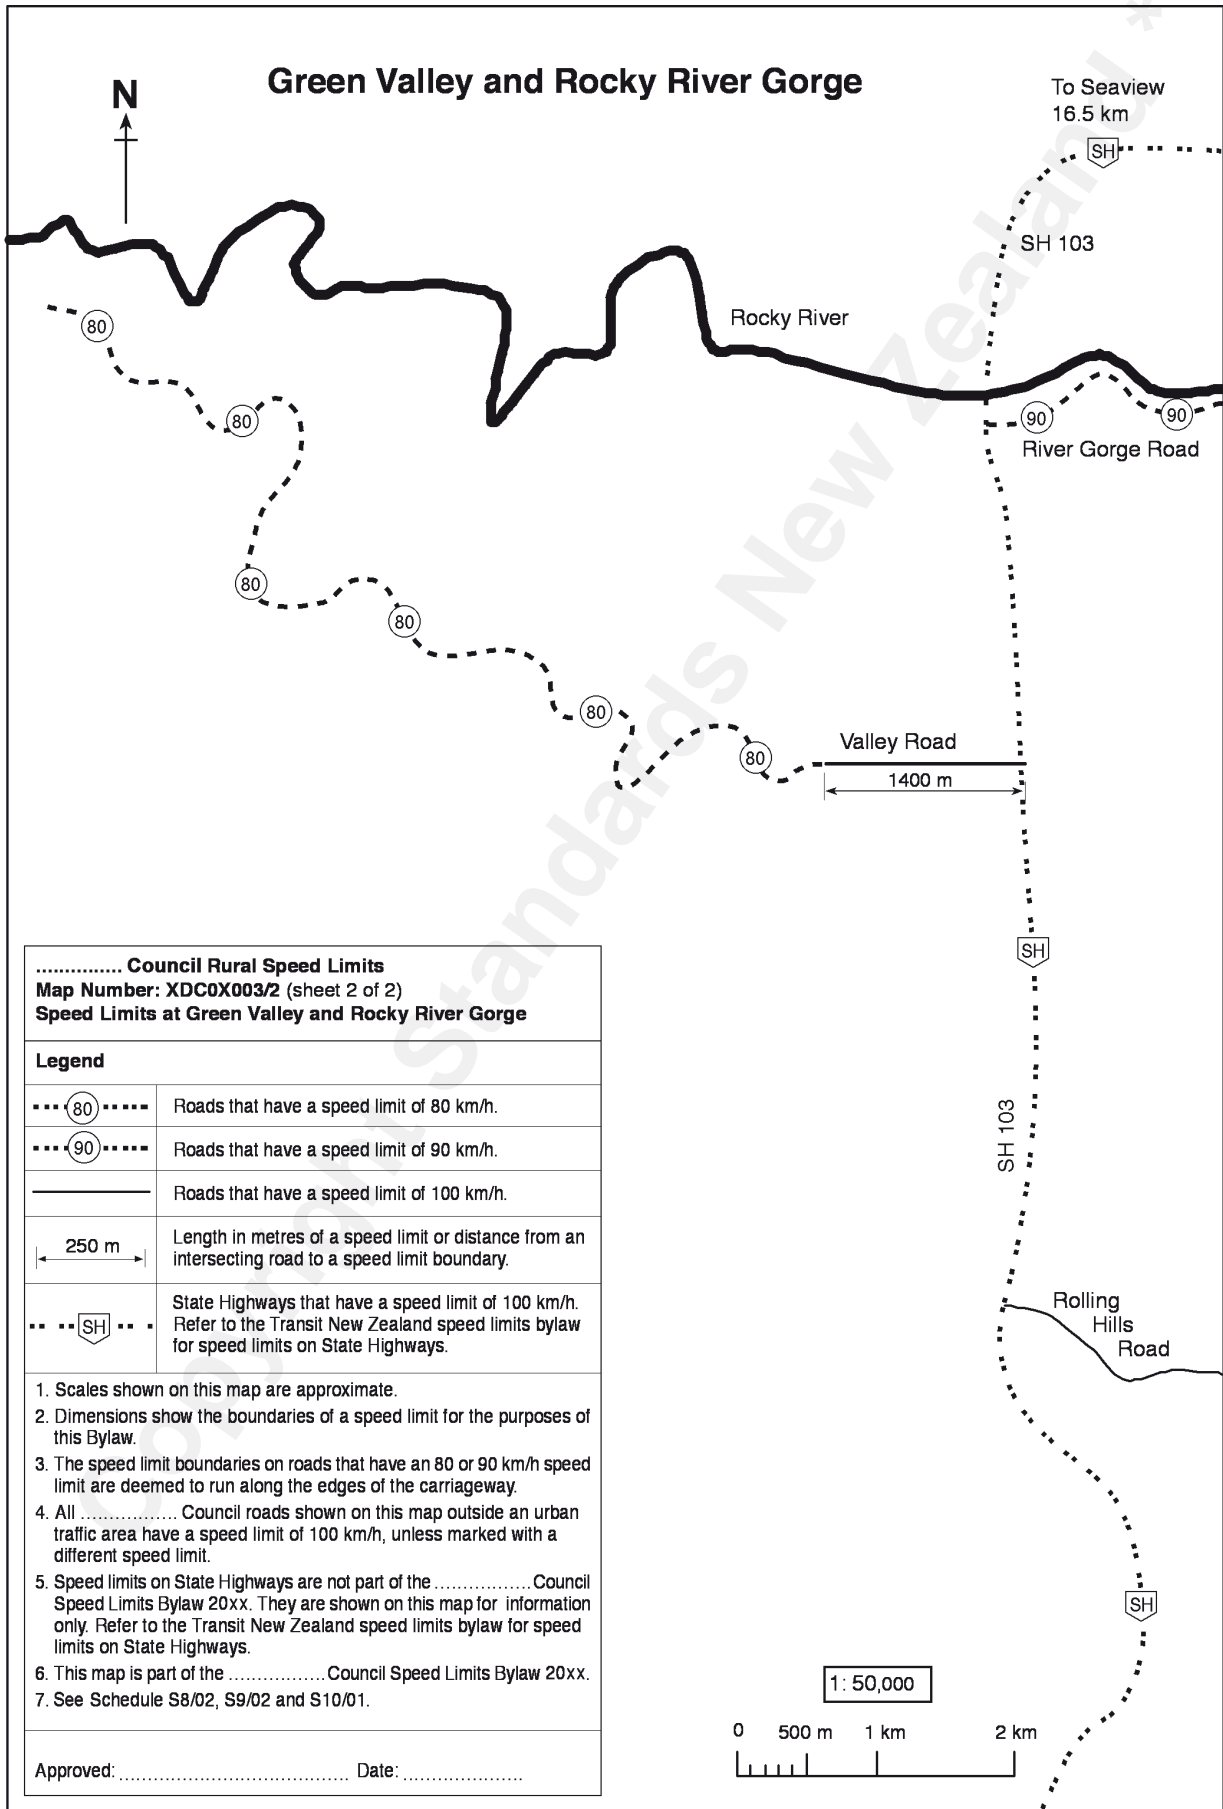 Green Valley and Rocky River Gorge
N
To Seaview
16.5 km
SH
SH 103
Rocky River
80
80
90
90
River Gorge Road
80
80
80
80
Valley Road
1400 m
SH
SH 103
Rolling
Hills
Road
SH
............... Council Rural Speed Limits
Map Number: XDC0X003/2 (sheet 2 of 2)
Speed Limits at Green Valley and Rocky River Gorge
Legend
80 Roads that have a speed limit of 80 km/h.
90 Roads that have a speed limit of 90 km/h.
Roads that have a speed limit of 100 km/h.
250 m
Length in metres of a speed limit or distance from an
intersecting road to a speed limit boundary.
SH
State Highways that have a speed limit of 100 km/h.
Refer to the Transit New Zealand speed limits bylaw
for speed limits on State Highways.
1. Scales shown on this map are approximate.
2. Dimensions show the boundaries of a speed limit for the purposes of
this Bylaw.
3. The speed limit boundaries on roads that have an 80 or 90 km/h speed
limit are deemed to run along the edges of the carriageway.
4. All ................. Council roads shown on this map outside an urban
traffic area have a speed limit of 100 km/h, unless marked with a
different speed limit.
5. Speed limits on State Highways are not part of the ................. Council
Speed Limits Bylaw 20xx. They are shown on this map for information
only. Refer to the Transit New Zealand speed limits bylaw for speed
limits on State Highways.
6. This map is part of the ................. Council Speed Limits Bylaw 20xx.
7. See Schedule S8/02, S9/02 and S10/01.
Approved: ........................................ Date: .....................
1: 50,000
0 500 m 1 km 2 km
Copyright Standards New Zealand *